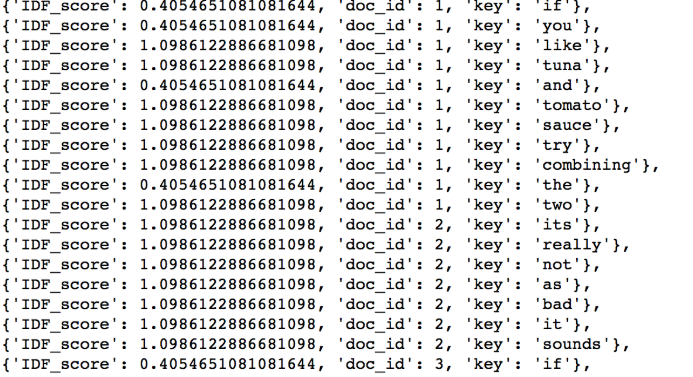 {'IDF_score': 0.4054651081081644, 'doc_id': 1, 'key': 'if'},
{'IDF_score': 0.4054651081081644, 'doc_id': 1, 'key': 'you'},
{'IDF_score': 1.0986122886681098, 'doc_id': 1, 'key': 'like'},
{'IDF_score': 1.0986122886681098, 'doc_id': 1, 'key': 'tuna'},
{'IDF_score': 0.4054651081081644, 'doc_id': 1, 'key': 'and'},
{'IDF_score': 1.0986122886681098, 'doc_id': 1, 'key': 'tomato'},
{'IDF_score': 1.0986122886681098, 'doc_id': 1, 'key': 'sauce'},
{'IDF_score': 1.0986122886681098, 'doc_id': 1, 'key': 'try'},
{'IDF_score': 1.0986122886681098, 'doc_id': 1, 'key': 'combining'},
{'IDF_score': 0.4054651081081644, 'doc_id': 1, 'key': 'the'},
{'IDF_score': 1.0986122886681098, 'doc_id': 1, 'key': 'two'},
{'IDF_score': 1.0986122886681098, 'doc_id': 2, 'key': 'its'},
{'IDF_score': 1.0986122886681098, 'doc_id': 2, 'key': 'really'},
{'IDF_score': 1.0986122886681098, 'doc_id': 2, 'key': 'not'},
{'IDF_score': 1.0986122886681098, 'doc_id': 2, 'key': 'as'},
{'IDF_score': 1.0986122886681098, 'doc_id': 2, 'key': 'bad'},
{'IDF_score': 1.0986122886681098, 'doc_id': 2, 'key': 'it'},
{'IDF_score': 1.0986122886681098, 'doc_id': 2, 'key': 'sounds'},
{'IDF_score': 0.4054651081081644, 'doc_id': 3, 'key': 'if'},